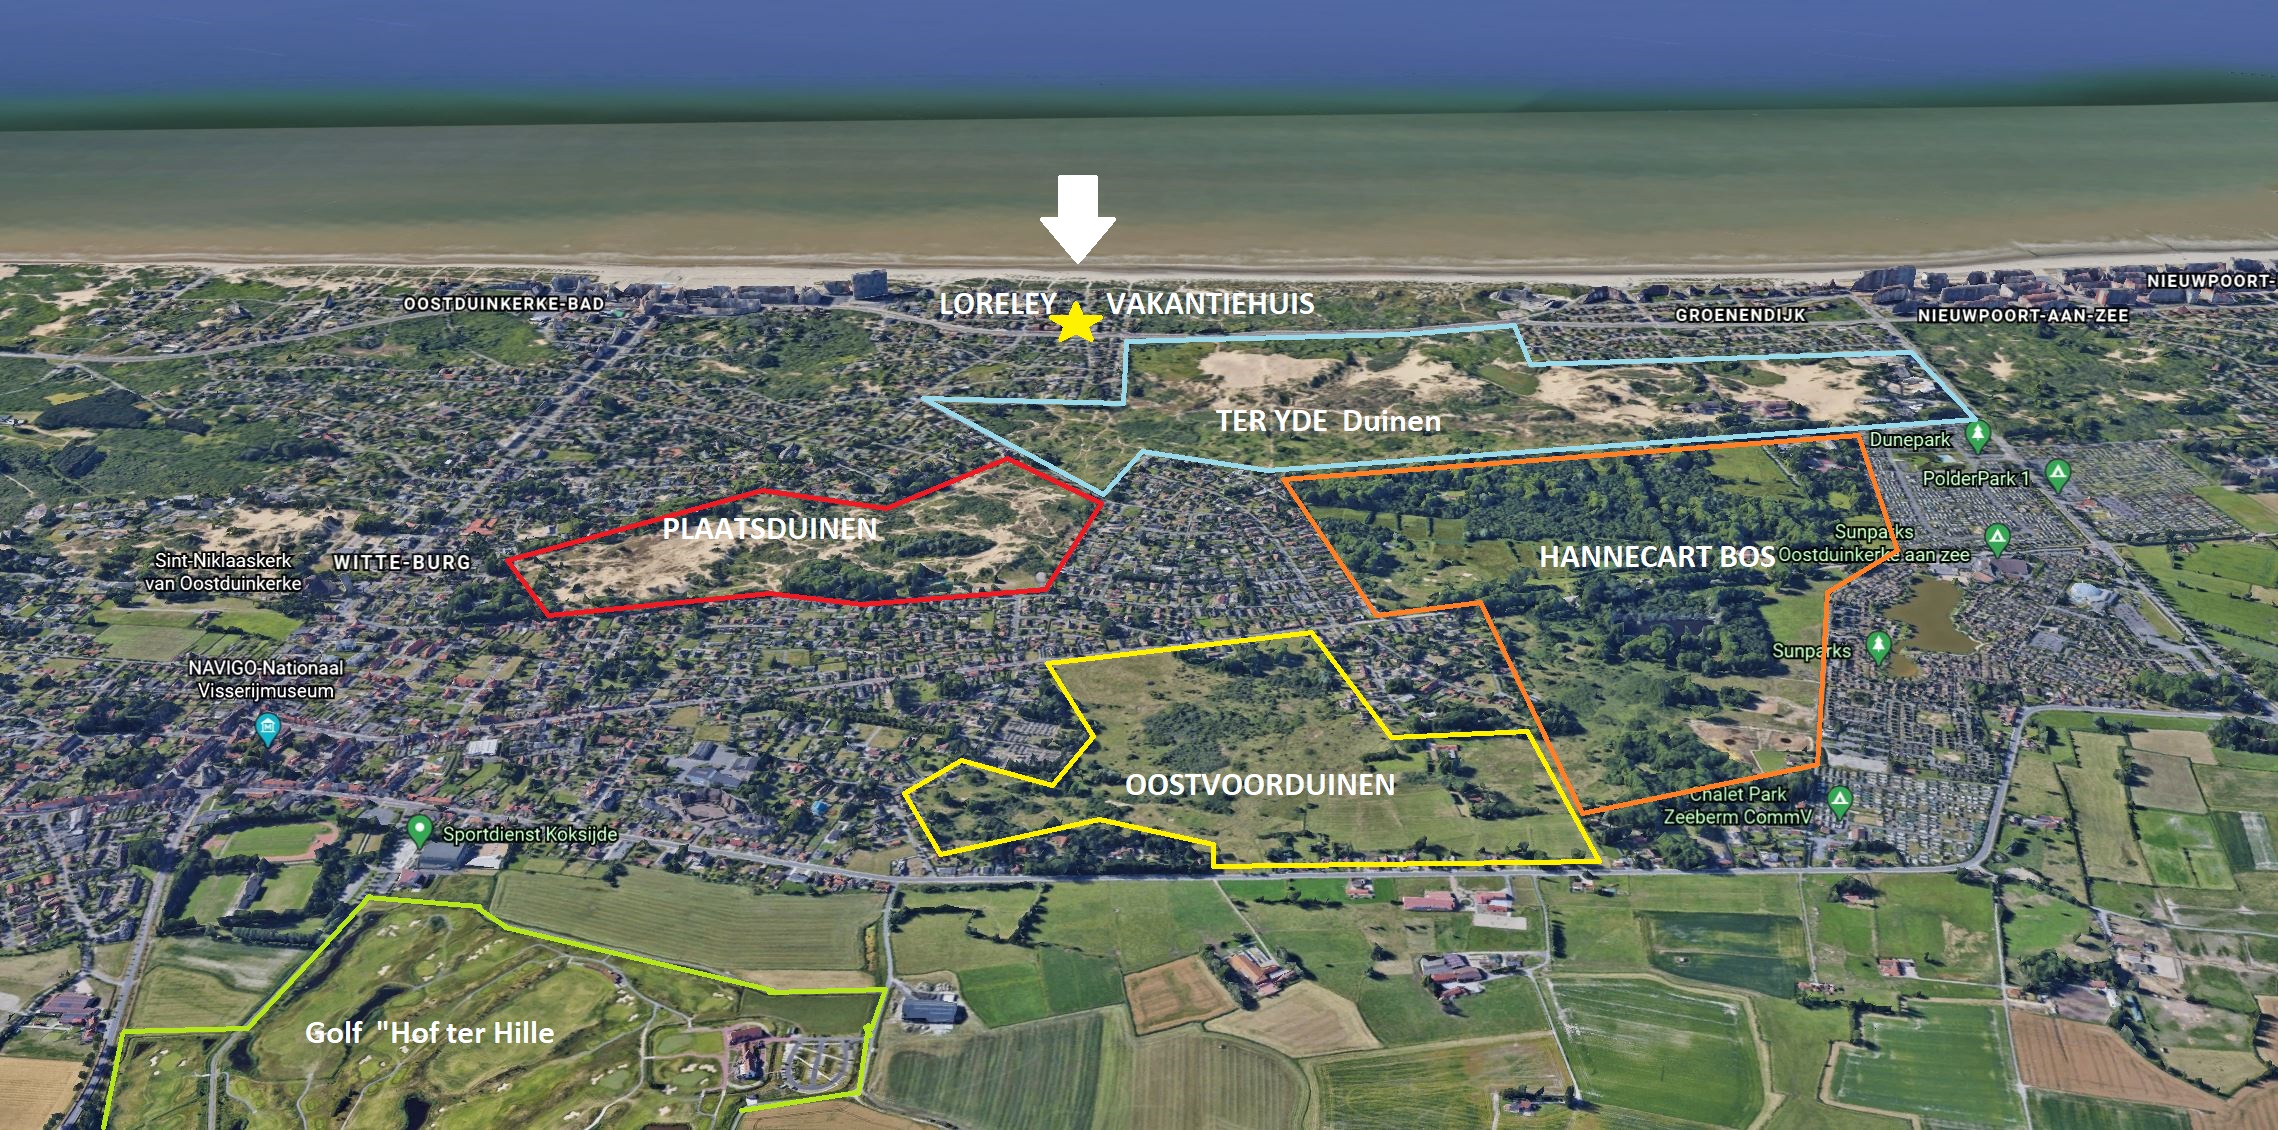 OOSTDUINKERKE-BAD
LORELEY VAKANTIEHUIS
GROENENDIJK
NIEUWPOORT-AAN-ZEE
NIEUWPOORT-
TER YDE Duinen
Dunepark
PolderPark 1
PLAATSDUINEN
Sint-Niklaaskerk
van Oostduinkerke
WITTE-BURG
HANNECART BOS
Sunparks
Oostduinkerke aan zee
NAVIGO-Nationaal
Visserijmuseum
Sunparks
OOSTVOORDUINEN
Chalet Park
Zeeberm CommV
Sportdienst Koksijde
Golf "Hof ter Hille